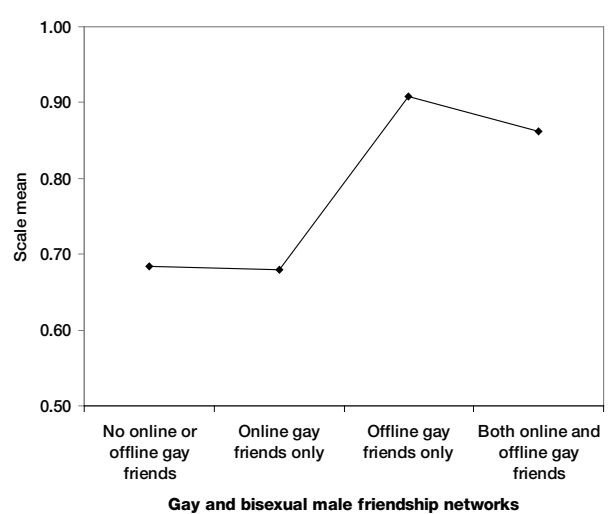 1.00
0.90
0.80
0.70
0.60
0.50
Scale mean
No online or
offline gay
friends
Online gay
friends only
Offline gay
friends only
Both online and
offline gay
friends
Gay and bisexual male friendship networks